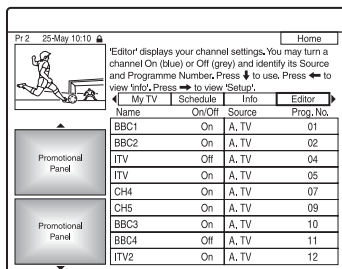 Pr 2 25-May 10:10
Home
'Editor' displays your channel settings. You may turn a
channel On (blue) or Off (grey) and identify its Source
and Programme Number. Press ↓ to use. Press ← to
view 'info'. Press → to view 'Setup'.
My TV Schedule Info Editor
Name On/Off Source Prog. No.
BBC1 On A. TV 01
BBC2 On A. TV 02
ITV Off A. TV 04
ITV On A. TV 05
CH4 On A. TV 07
CH5 On A. TV 09
BBC3 On A. TV 10
BBC4 Off A. TV 11
ITV2 On A. TV 12
Promotional
Panel
Promotional
Panel